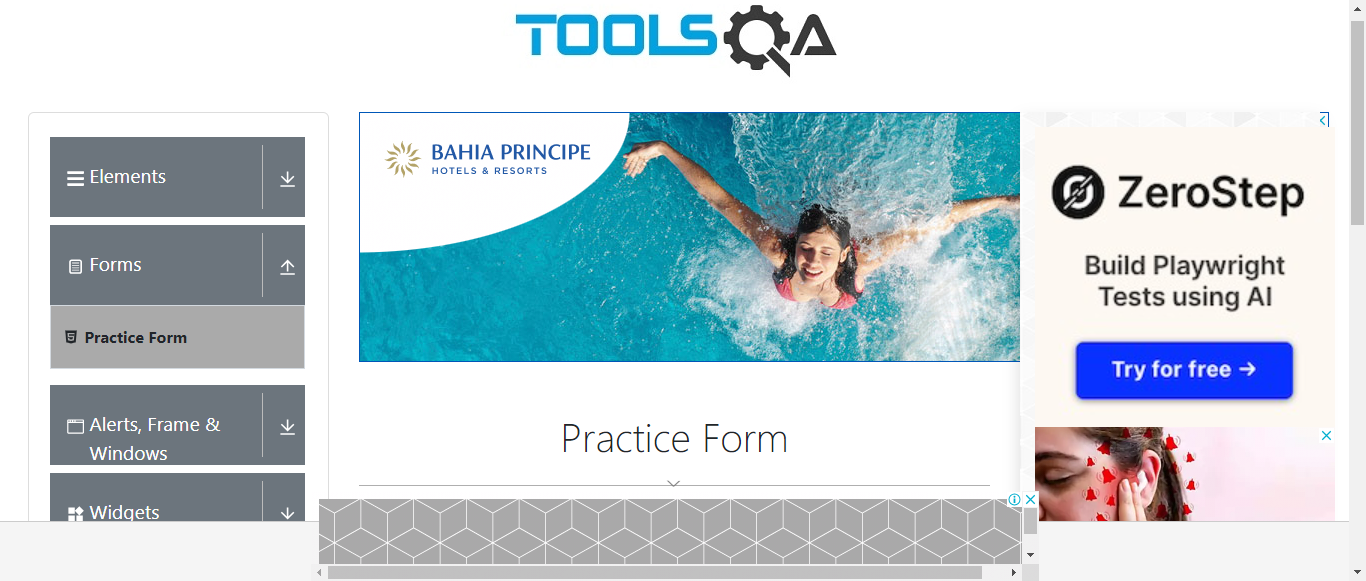 TOOLSQA
Elements
Forms
Practice Form
Alerts, Frame &
Windows
Widgets
BAHIA PRINCIPE
HOTELS & RESORTS
Practice Form
ZeroStep
Build Playwright
Tests using AI
Try for free →